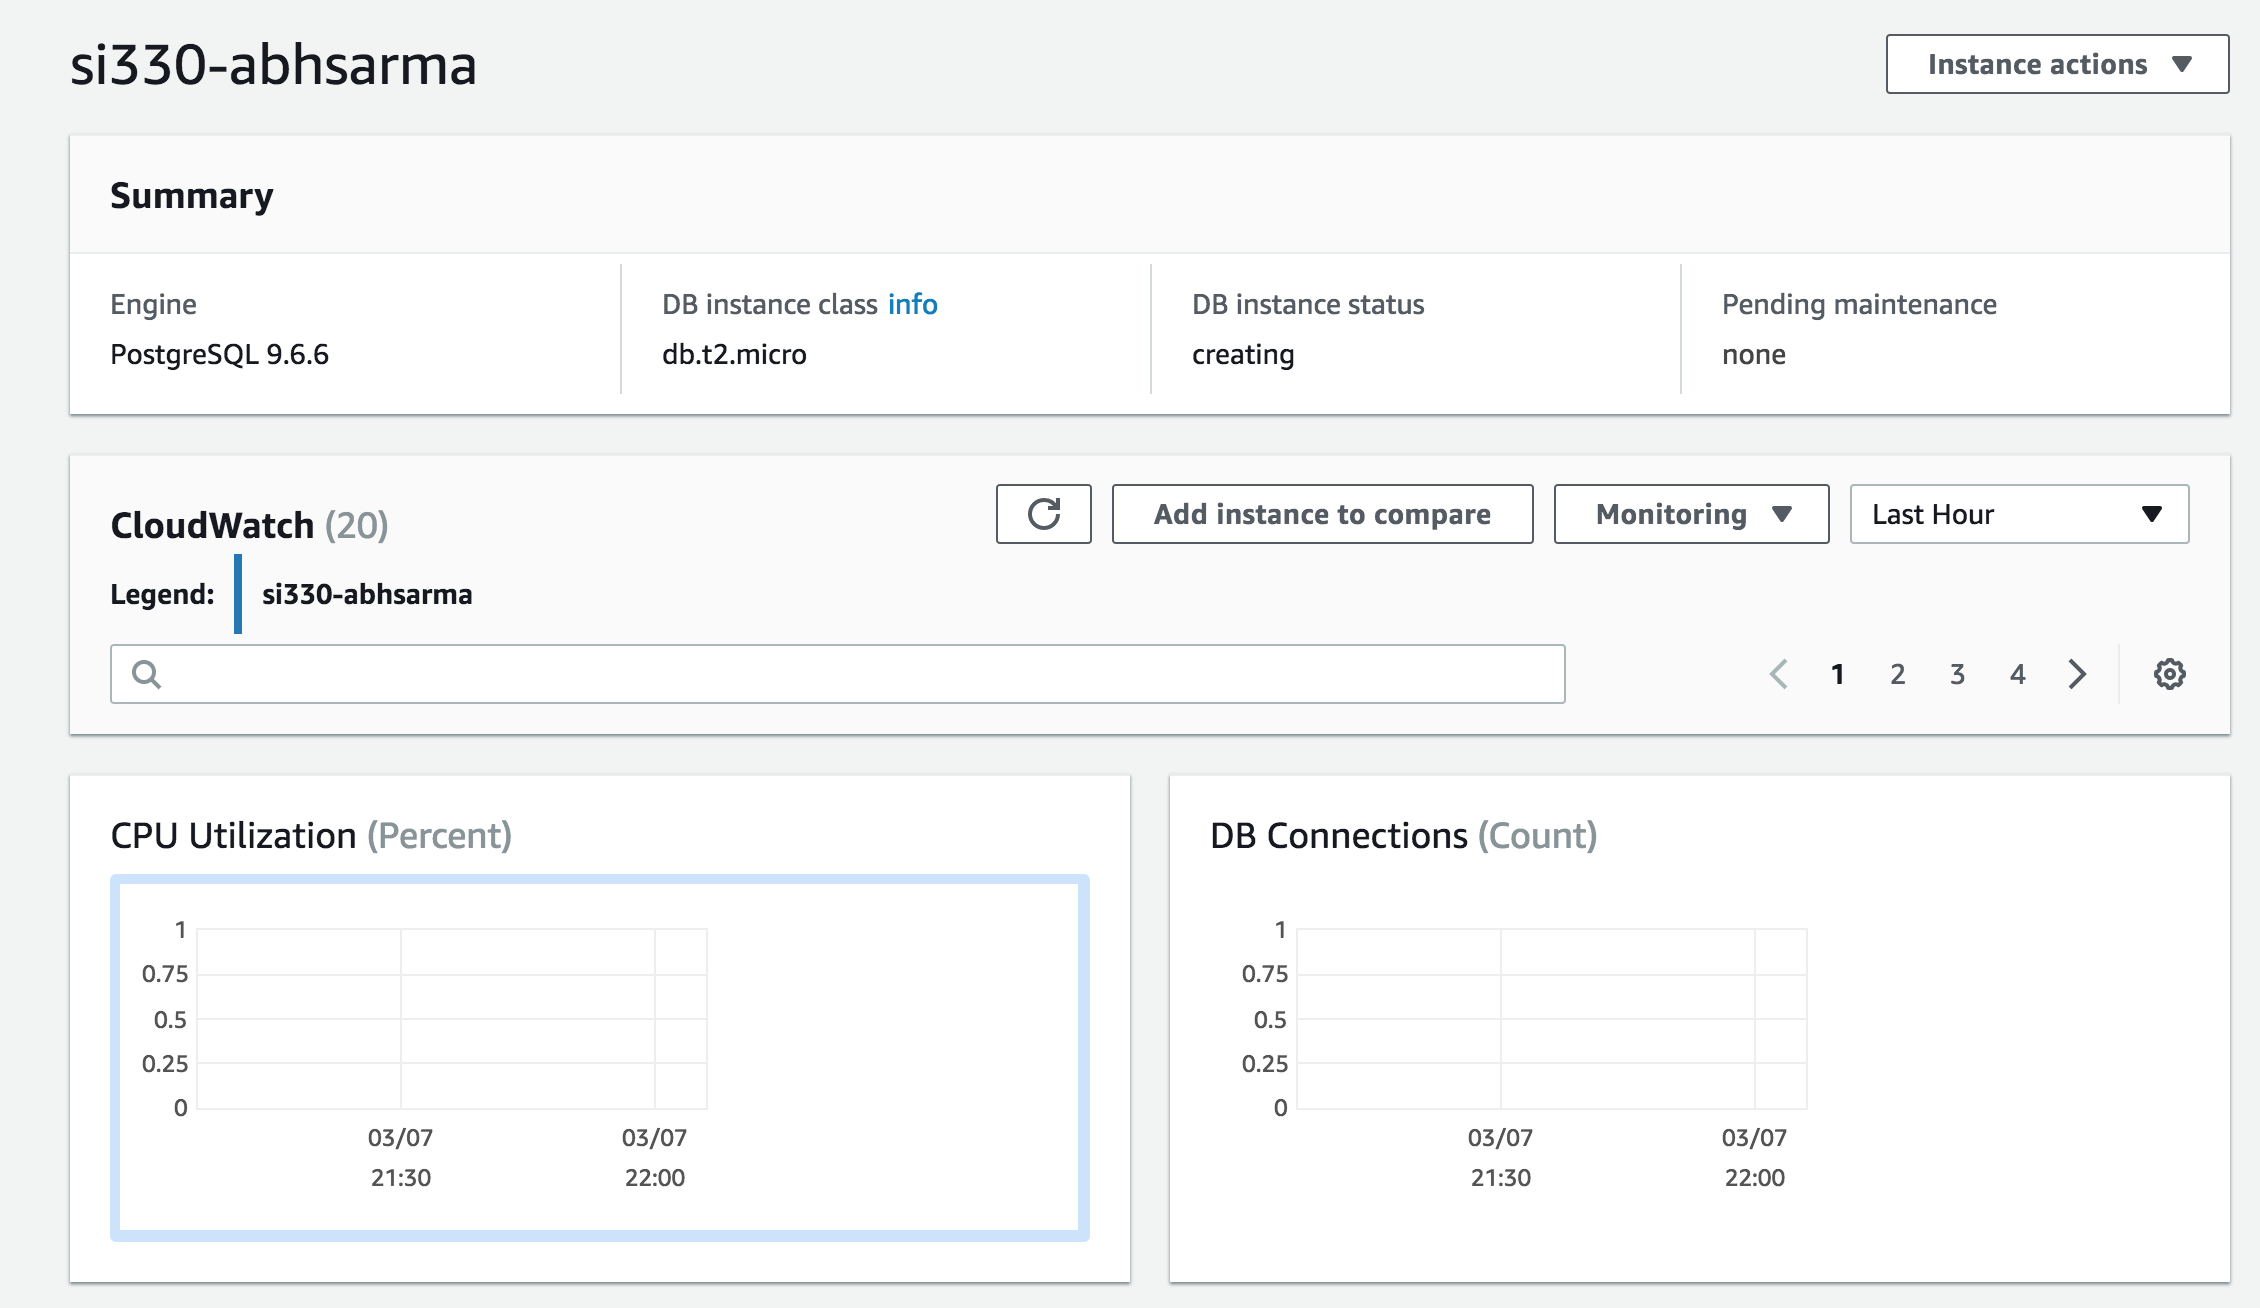 si330-abhsarma
Instance actions
Summary
Engine
PostgreSQL 9.6.6
DB instance class info
db.t2.micro
DB instance status
creating
Pending maintenance
none
CloudWatch (20)
Add instance to compare
Monitoring
Last Hour
Legend: si330-abhsarma
1 2 3 4
CPU Utilization (Percent)
1
0.75
0.5
0.25
0
03/07 03/07
21:30 22:00
DB Connections (Count)
1
0.75
0.5
0.25
0
03/07 03/07
21:30 22:00